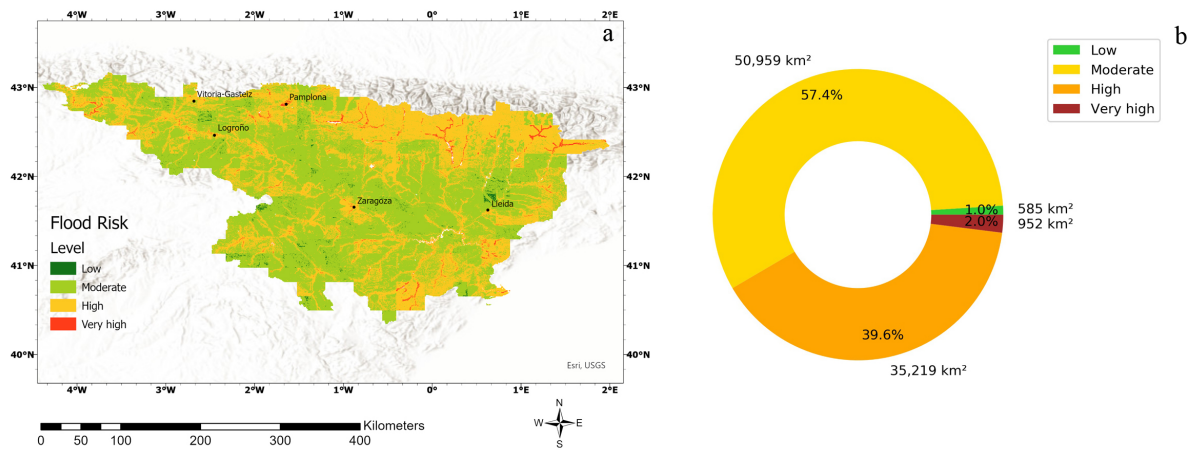 a
4°W 3°W 2°W 1°W 0° 1°E 2°E
43°N 43°N
Vitoria-Gasteiz
Pamplona
Logroño
42°N 42°N
Zaragoza
Lleida
Flood Risk
Level
Low
Moderate
High
Very high
41°N 41°N
40°N 40°N
Esri, USGS
4°W 3°W 2°W 1°W 0° 1°E 2°E
Kilometers
0 50 100 200 300 400
N
W E
S
b
Low
Moderate
High
Very high
50,959 km²
57.4%
1.0% 585 km²
2.0% 952 km²
39.6%
35,219 km²